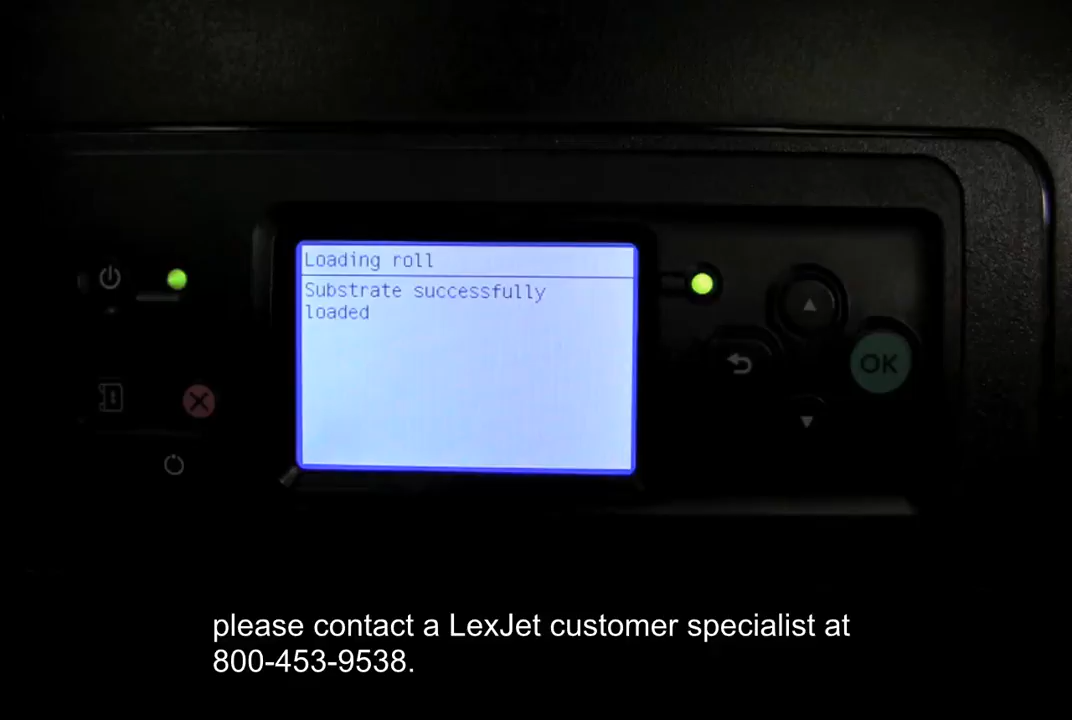 Loading roll
Substrate successfully
loaded
OK
please contact a LexJet customer specialist at
800-453-9538.